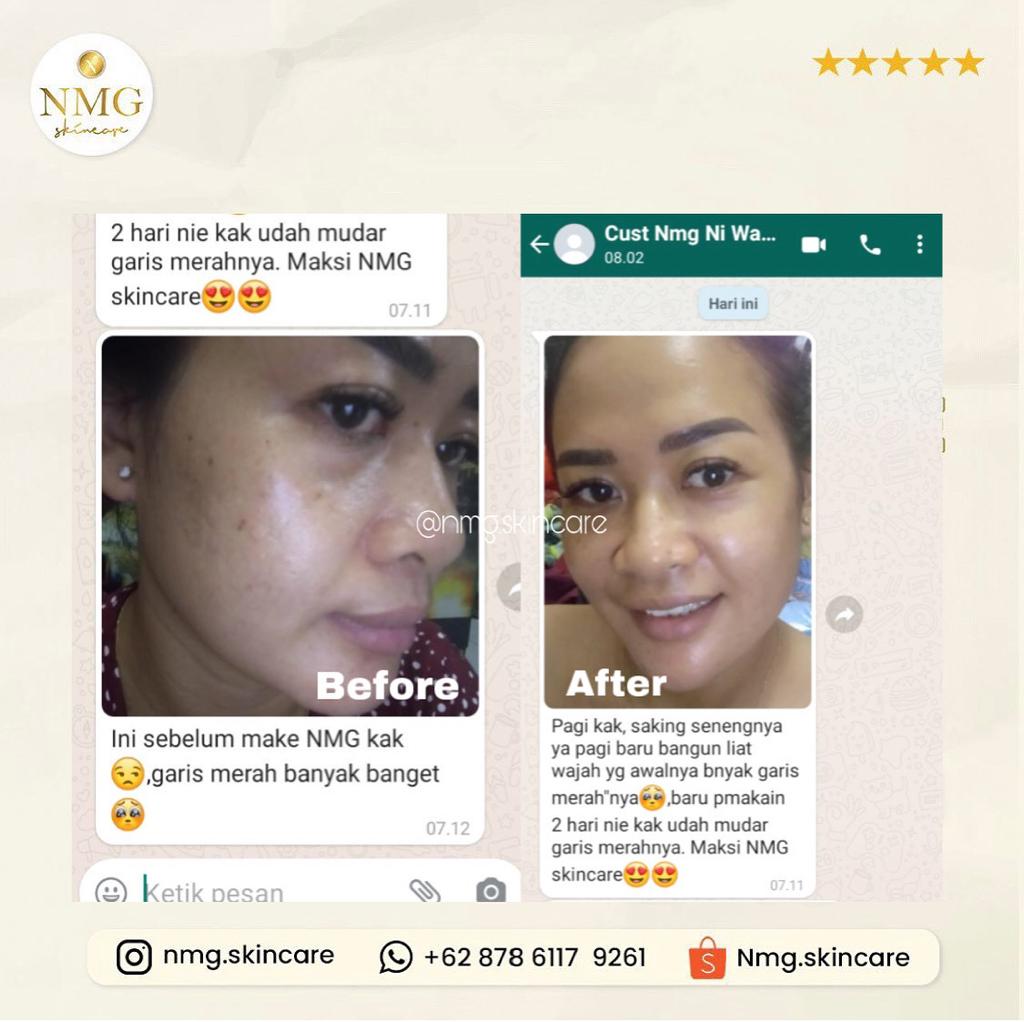 NMG
skincare
2 hari nie kak udah mudar
garis merahnya. Maksi NMG
skincare😍😍
07.11
Before
Ini sebelum make NMG kak
😒,garis merah banyak banget
🥺
07.12
Ketik pesan
Cust Nmg Ni Wa...
08.02
Hari ini
@nmg.skincare
After
Pagi kak, saking senengnya
ya pagi baru bangun liat
wajah yg awalnya bnyak garis
merah"nya🥺,baru pmakain
2 hari nie kak udah mudar
garis merahnya. Maksi NMG
skincare😍😍
07.11
nmg.skincare
+62 878 6117 9261
Nmg.skincare